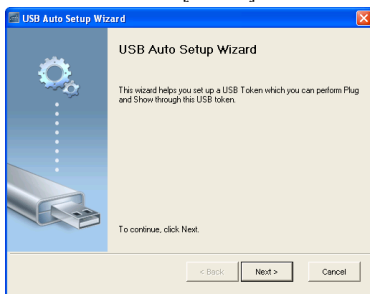 USB Auto Setup Wizard
USB Auto Setup Wizard
This wizard helps you set up a USB Token which you can perform Plug
and Show through this USB token.
To continue, click Next.
< Back
Next >
Cancel